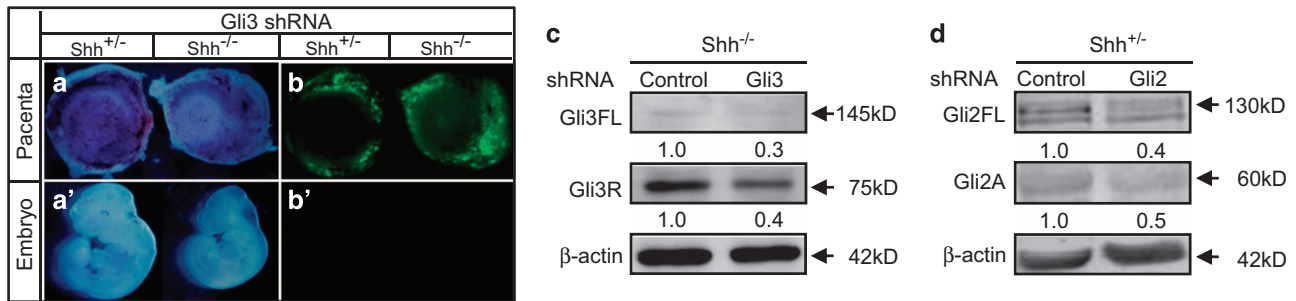 Gli3 shRNA
Shh+/- Shh-/- Shh+/- Shh-/-
Pacenta
Embryo
a
b
a'
b'
c
Shh-/-
shRNA Control Gli3
Gli3FL 145kD
1.0 0.3
Gli3R 75kD
1.0 0.4
β-actin 42kD
d
Shh+/-
shRNA Control Gli2
Gli2FL 130kD
1.0 0.4
Gli2A 60kD
1.0 0.5
β-actin 42kD